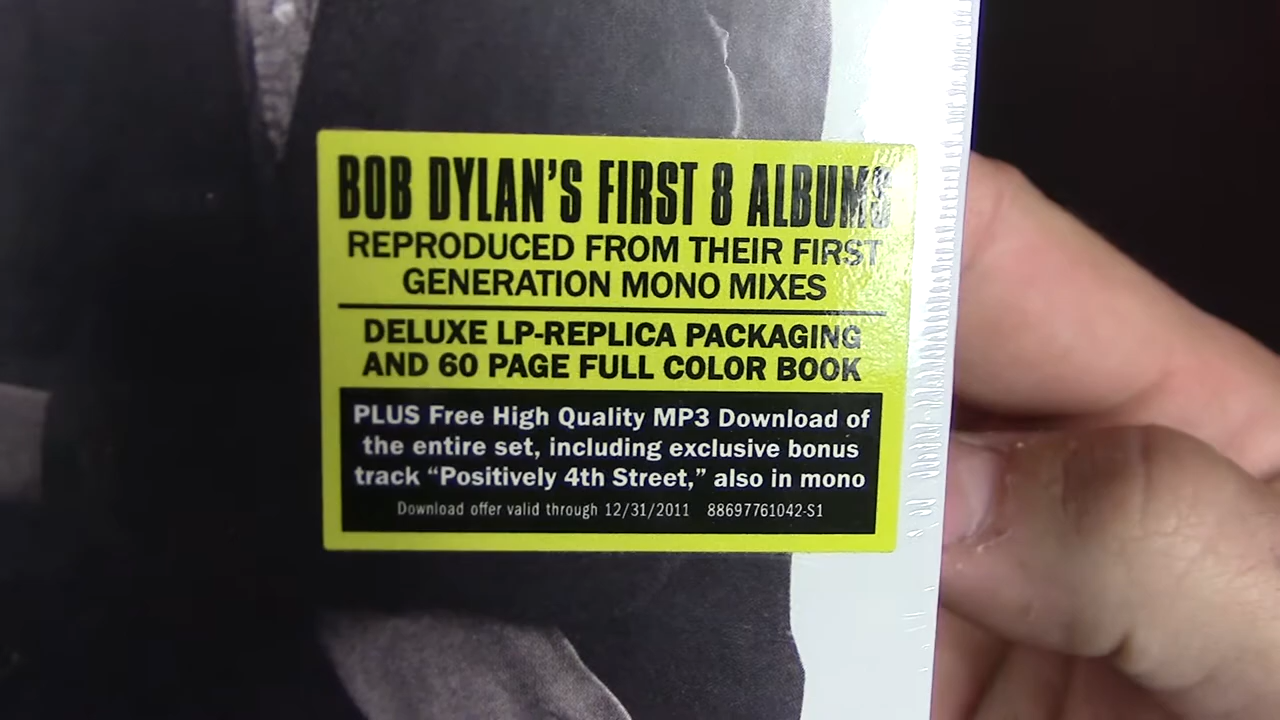 BOB DYLAN'S FIRST 8 ALBUMS
REPRODUCED FROM THEIR FIRST
GENERATION MONO MIXES
DELUXE LP-REPLICA PACKAGING
AND 60 PAGE FULL COLOR BOOK
PLUS Free High Quality MP3 Download of
the entire set, including exclusive bonus
track “Positively 4th Street,” also in mono
Download offer valid through 12/31/2011 88697761042-S1